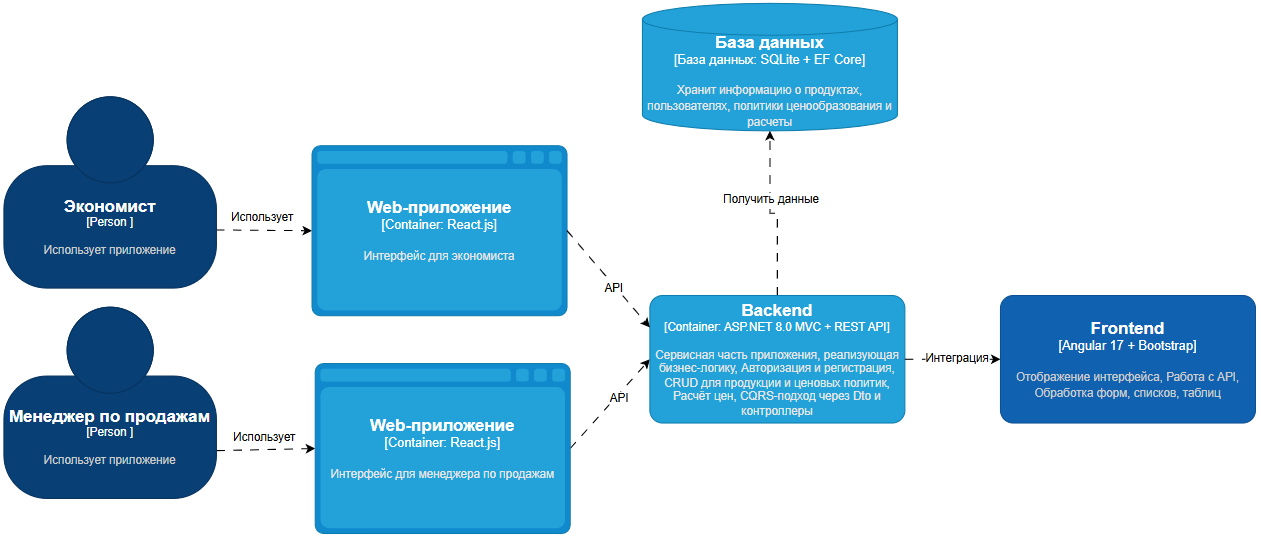 База данных
[База данных: SQLite + EF Core]
Хранит информацию о продуктах,
пользователях, политики ценообразования и
расчеты
Экономист
[Person ]
Использует приложение
Использует
Web-приложение
[Container: React.js]
Интерфейс для экономиста
Получить данные
API
Backend
[Container: ASP.NET 8.0 MVC + REST API]
Сервисная часть приложения, реализующая
бизнес-логику, Авторизация и регистрация,
CRUD для продукции и ценовых политик,
Расчёт цен, CQRS-подход через Dto и
контроллеры
Интеграция
Frontend
[Angular 17 + Bootstrap]
Отображение интерфейса, Работа с API,
Обработка форм, списков, таблиц
Менеджер по продажам
[Person ]
Использует приложение
Использует
Web-приложение
[Container: React.js]
Интерфейс для менеджера по продажам
API